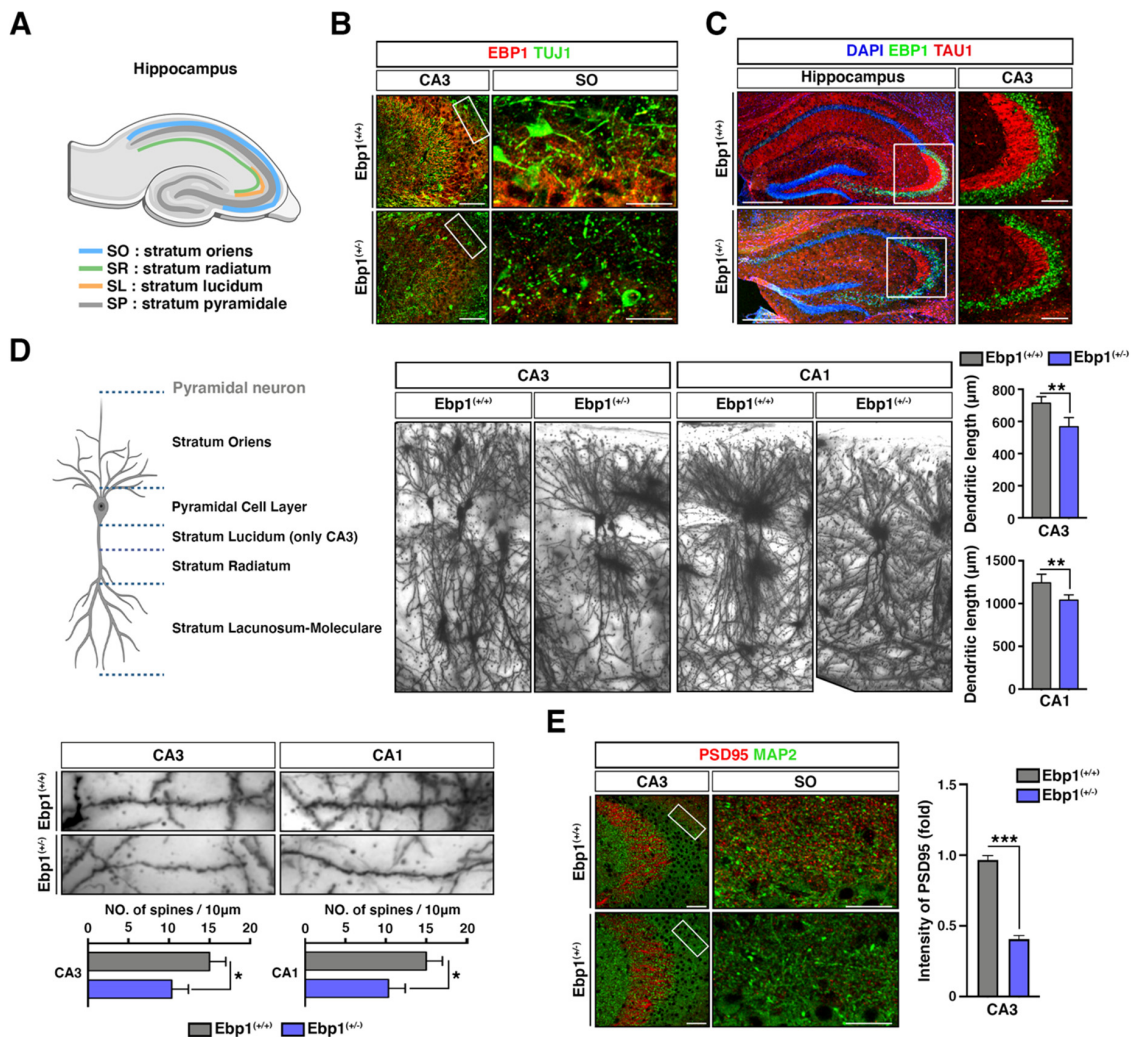 A
Hippocampus
SO : stratum oriens
SR : stratum radiatum
SL : stratum lucidum
SP : stratum pyramidale
B
EBP1 TUJ1
CA3
SO
Ebp1(+/+)
Ebp1(+/-)
C
DAPI EBP1 TAU1
Hippocampus
CA3
Ebp1(+/+)
Ebp1(+/-)
D
Pyramidal neuron
Stratum Oriens
Pyramidal Cell Layer
Stratum Lucidum (only CA3)
Stratum Radiatum
Stratum Lacunosum-Moleculare
CA3
CA1
Ebp1(+/+)
Ebp1(+/-)
Ebp1(+/+)
Ebp1(+/-)
Ebp1(+/+)
Ebp1(+/-)
Dendritic length (μm)
800
600
400
200
0
**
CA3
Dendritic length (μm)
1500
1000
500
0
**
CA1
CA3
CA1
Ebp1(+/+)
Ebp1(+/-)
NO. of spines / 10μm
0 5 10 15 20
CA3
*
NO. of spines / 10μm
0 5 10 15 20
CA1
*
Ebp1(+/+)
Ebp1(+/-)
E
PSD95 MAP2
CA3
SO
Ebp1(+/+)
Ebp1(+/-)
Ebp1(+/+)
Ebp1(+/-)
Intensity of PSD95 (fold)
1.5
1.0
0.5
0
***
CA3